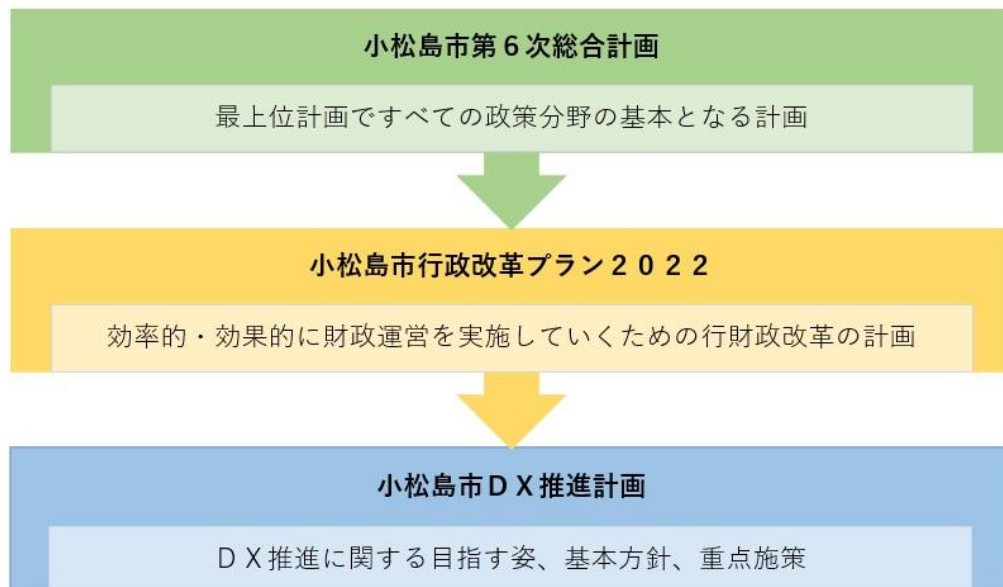 小松島市第６次総合計画
最上位計画ですべての政策分野の基本となる計画
小松島市行政改革プラン２０２２
効率的・効果的に財政運営を実施していくための行財政改革の計画
小松島市ＤＸ推進計画
ＤＸ推進に関する目指す姿、基本方針、重点施策